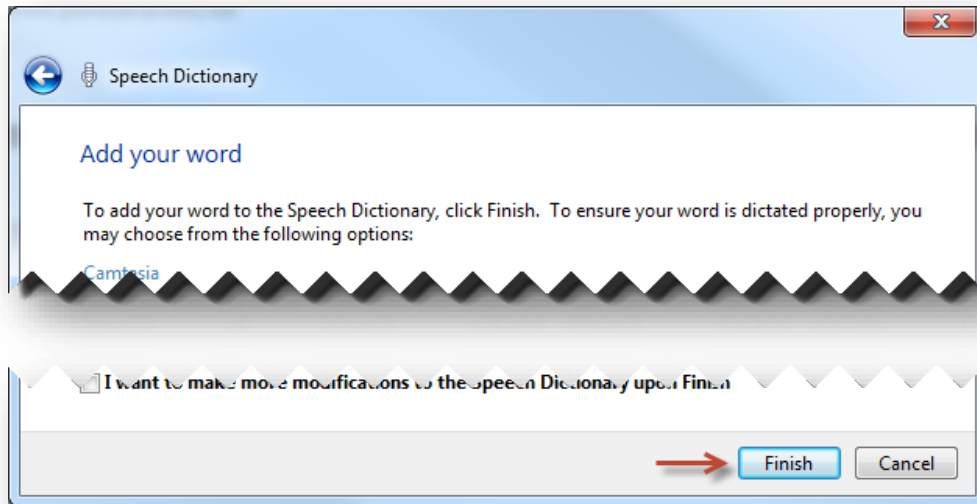 Speech Dictionary
Add your word
To add your word to the Speech Dictionary, click Finish. To ensure your word is dictated properly, you
may choose from the following options:
Camtasia
I want to make more modifications to the Speech Dictionary upon Finish
Finish Cancel